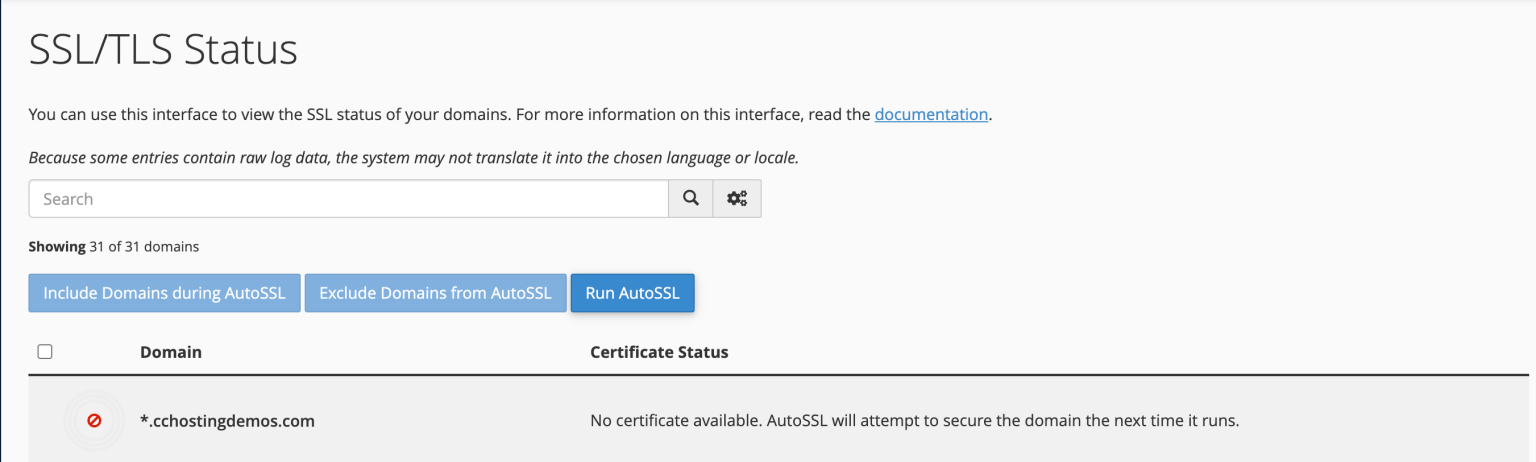 SSL/TLS Status
You can use this interface to view the SSL status of your domains. For more information on this interface, read the documentation.
Because some entries contain raw log data, the system may not translate it into the chosen language or locale.
Search
Showing 31 of 31 domains
Include Domains during AutoSSL Exclude Domains from AutoSSL Run AutoSSL
Domain Certificate Status
*.cchostingdemos.com No certificate available. AutoSSL will attempt to secure the domain the next time it runs.